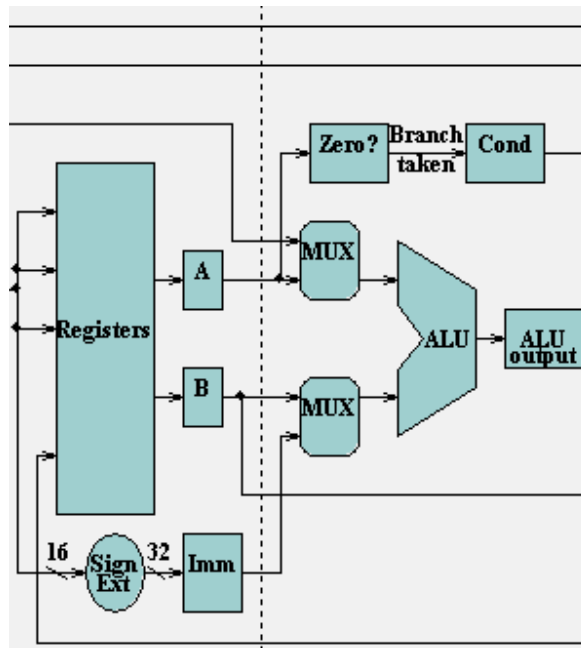 Zero?
Branch
taken
Cond
MUX
A
Registers
ALU
ALU
output
B
MUX
16
Sign
Ext
32
Imm